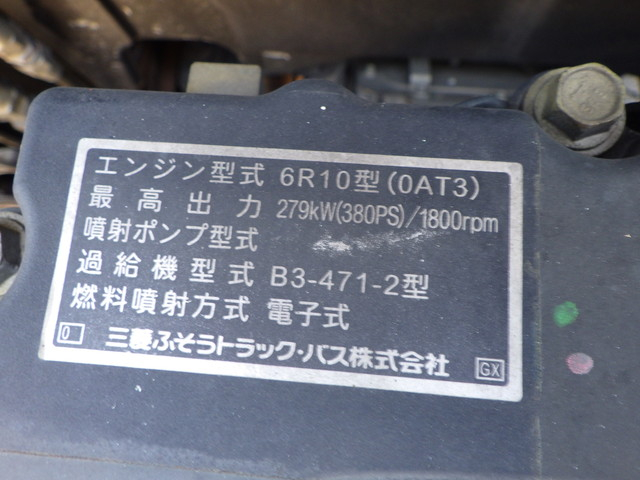 エンジン型式 6R10型(0AT3)
最高出力 279kW(380PS)/1800rpm
噴射ポンプ型式
過給機型式 B3-471-2型
燃料噴射方式 電子式
0 三菱ふそうトラック・バス株式会社 GX